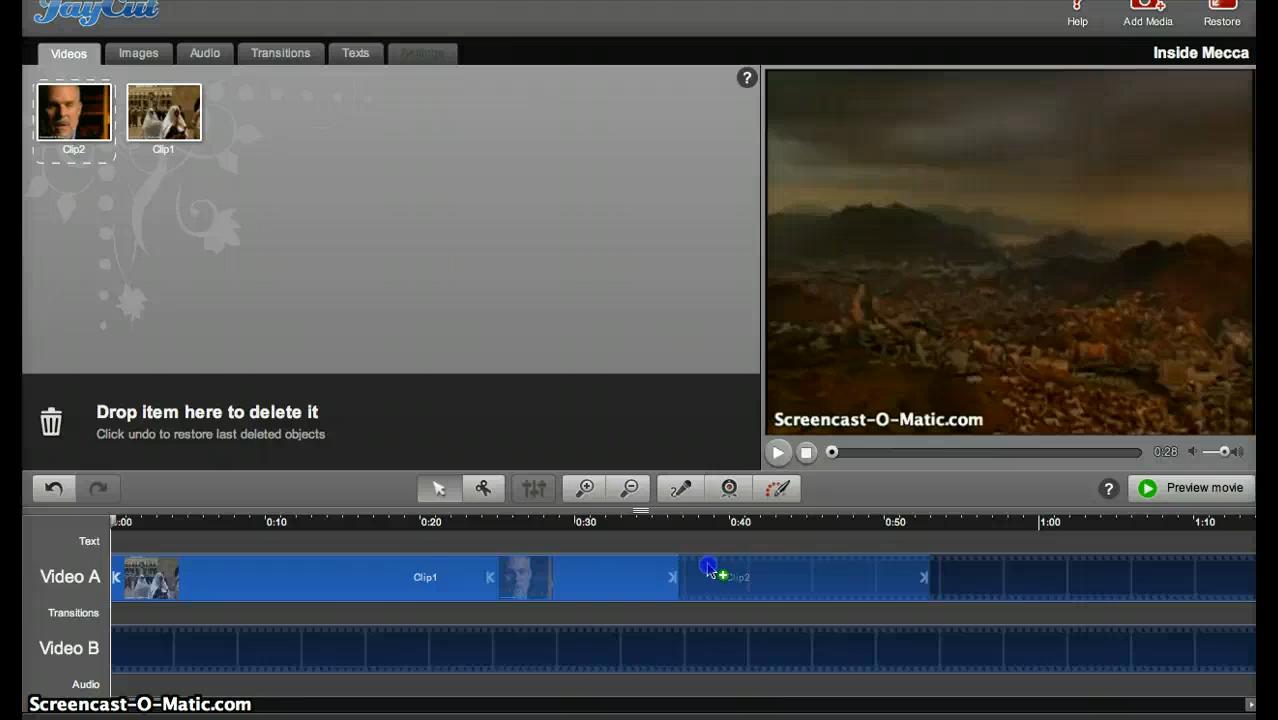 JayCut
Help
Add Media
Restore
Videos
Images
Audio
Transitions
Texts
Settings
Inside Mecca
?
Clip2
Clip1
Screencast-O-Matic.com
Drop item here to delete it
Click undo to restore last deleted objects
0:28
?
Preview movie
0:00
0:10
0:20
0:30
0:40
0:50
1:00
1:10
Text
Video A
Clip1
Clip2
Transitions
Video B
Audio
Screencast-O-Matic.com